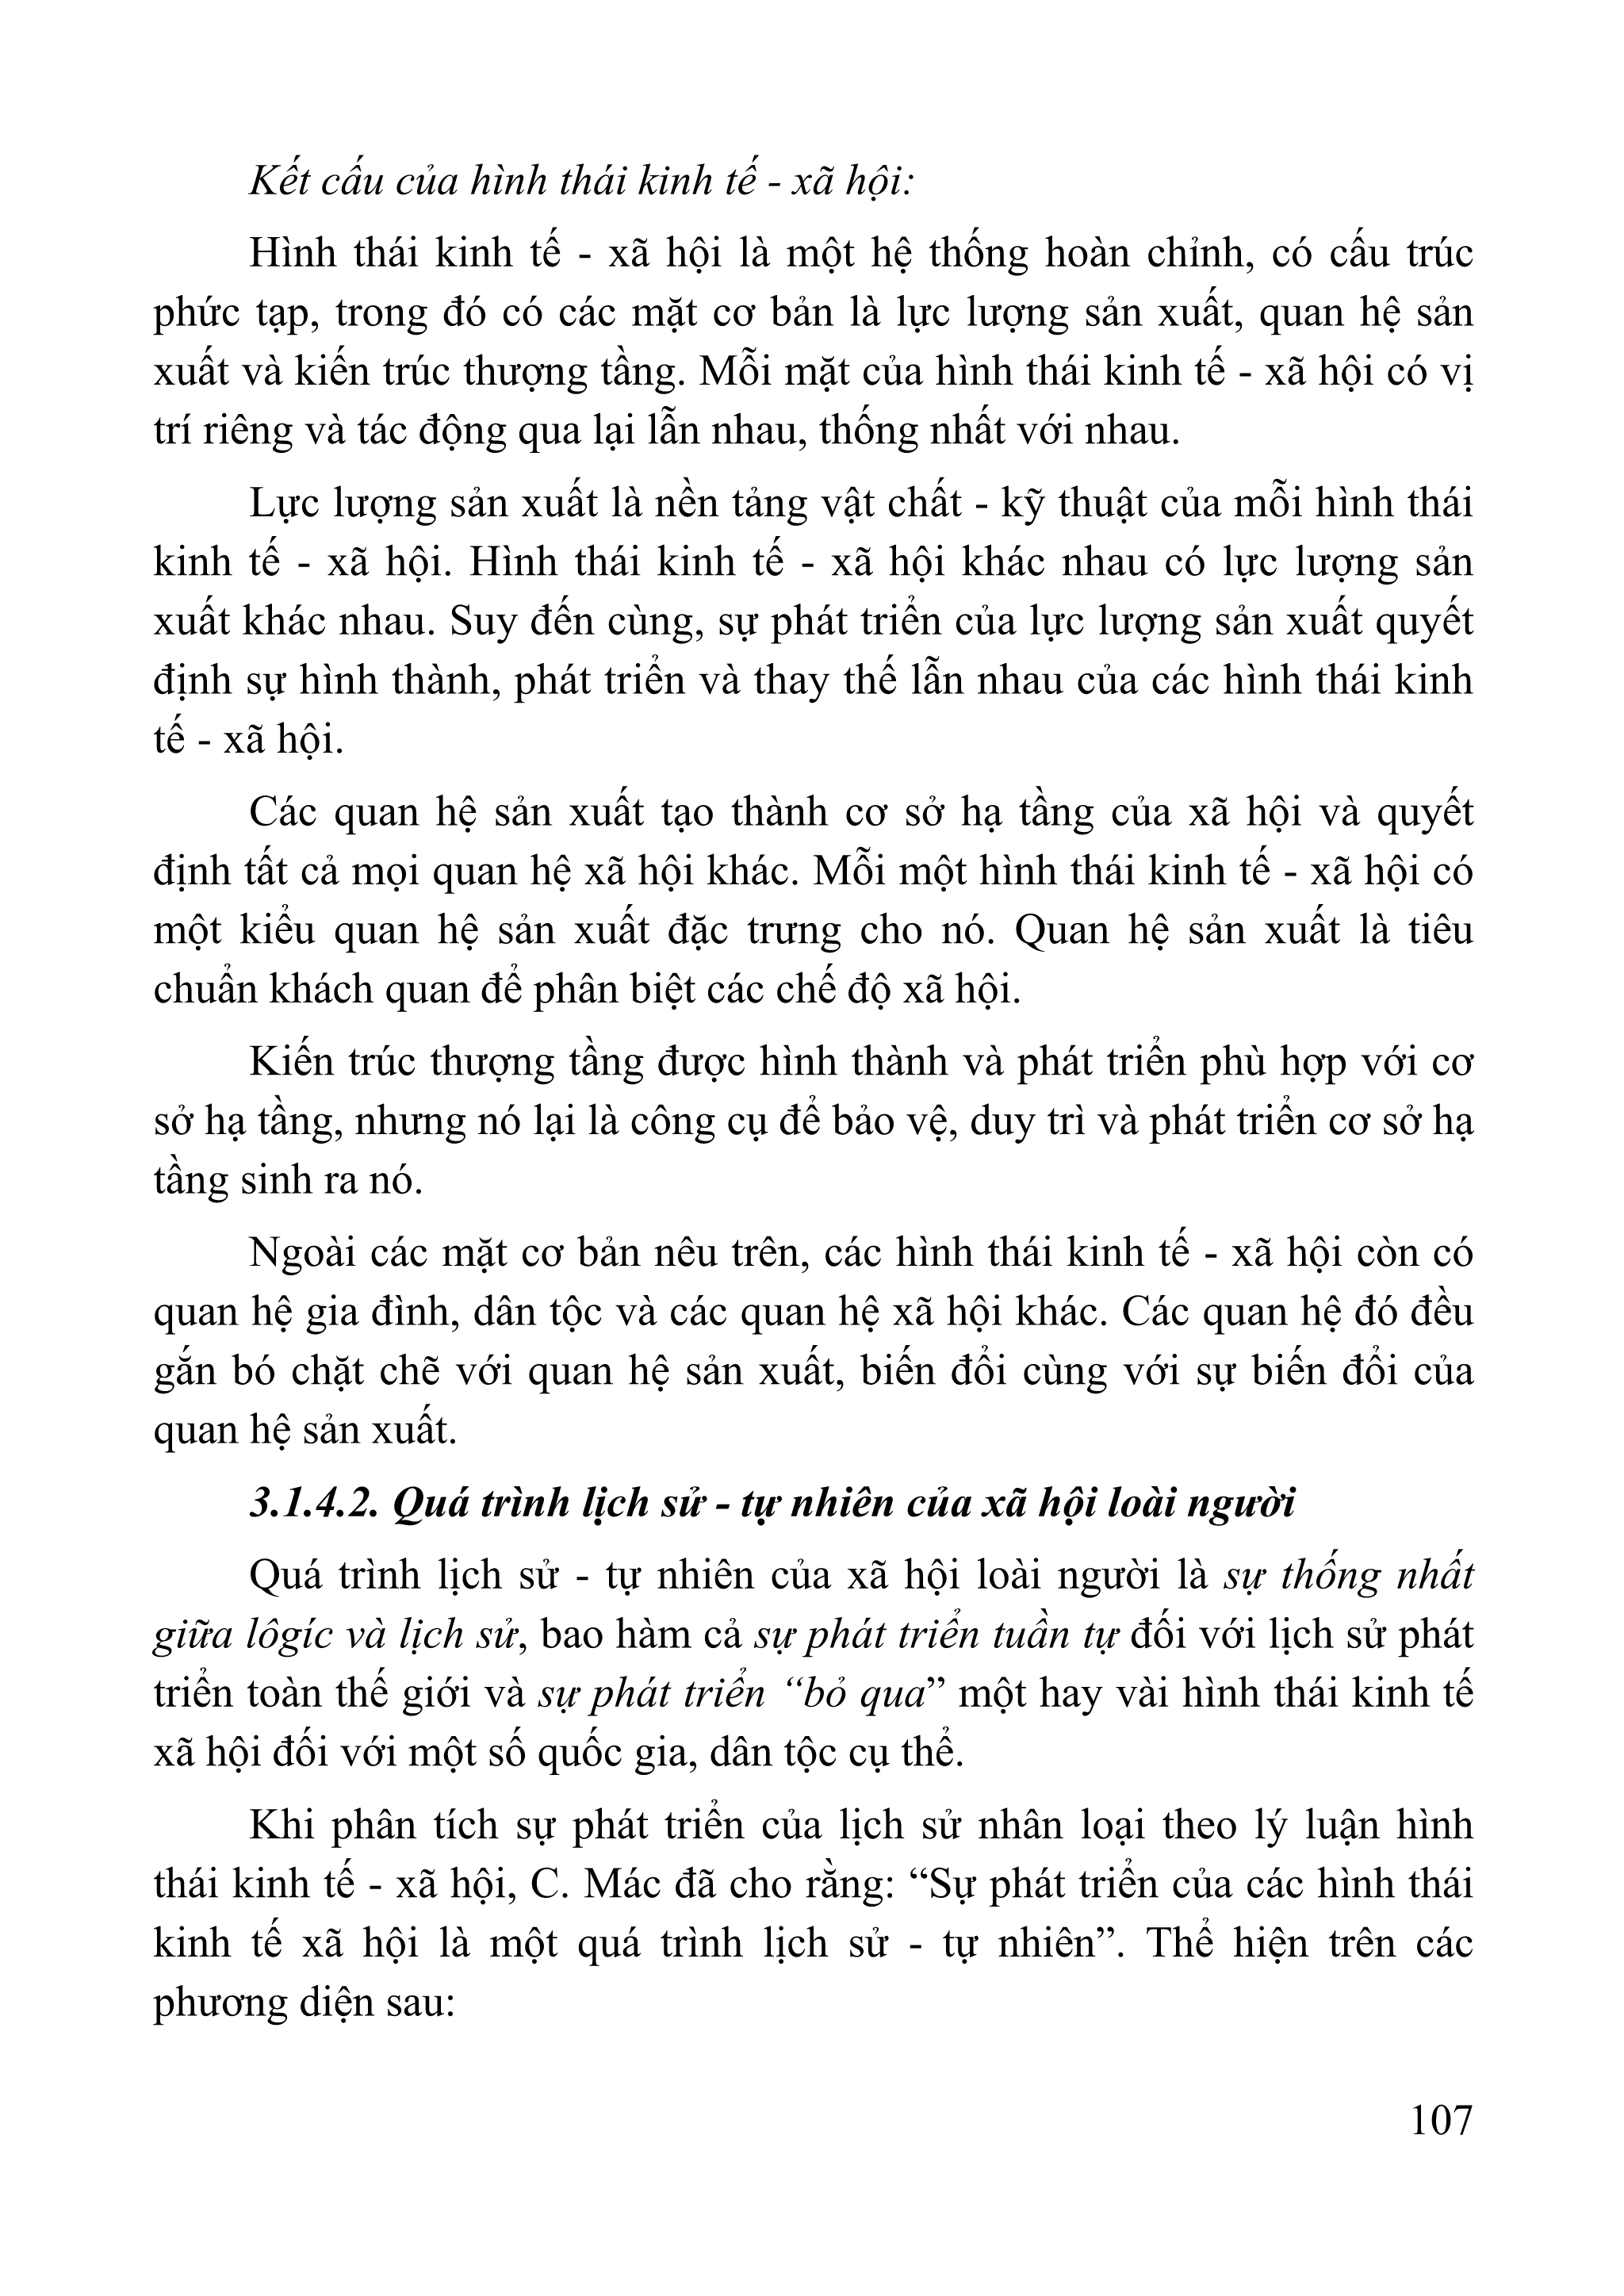 Kết cấu của hình thái kinh tế - xã hội:
Hình thái kinh tế - xã hội là một hệ thống hoàn chỉnh, có cấu trúc
phức tạp, trong đó có các mặt cơ bản là lực lượng sản xuất, quan hệ sản
xuất và kiến trúc thượng tầng. Mỗi mặt của hình thái kinh tế - xã hội có vị
trí riêng và tác động qua lại lẫn nhau, thống nhất với nhau.
Lực lượng sản xuất là nền tảng vật chất - kỹ thuật của mỗi hình thái
kinh tế - xã hội. Hình thái kinh tế - xã hội khác nhau có lực lượng sản
xuất khác nhau. Suy đến cùng, sự phát triển của lực lượng sản xuất quyết
định sự hình thành, phát triển và thay thế lẫn nhau của các hình thái kinh
tế - xã hội.
Các quan hệ sản xuất tạo thành cơ sở hạ tầng của xã hội và quyết
định tất cả mọi quan hệ xã hội khác. Mỗi một hình thái kinh tế - xã hội có
một kiểu quan hệ sản xuất đặc trưng cho nó. Quan hệ sản xuất là tiêu
chuẩn khách quan để phân biệt các chế độ xã hội.
Kiến trúc thượng tầng được hình thành và phát triển phù hợp với cơ
sở hạ tầng, nhưng nó lại là công cụ để bảo vệ, duy trì và phát triển cơ sở hạ
tầng sinh ra nó.
Ngoài các mặt cơ bản nêu trên, các hình thái kinh tế - xã hội còn có
quan hệ gia đình, dân tộc và các quan hệ xã hội khác. Các quan hệ đó đều
gắn bó chặt chẽ với quan hệ sản xuất, biến đổi cùng với sự biến đổi của
quan hệ sản xuất.
3.1.4.2. Quá trình lịch sử - tự nhiên của xã hội loài người
Quá trình lịch sử - tự nhiên của xã hội loài người là sự thống nhất
giữa lôgíc và lịch sử, bao hàm cả sự phát triển tuần tự đối với lịch sử phát
triển toàn thế giới và sự phát triển “bỏ qua” một hay vài hình thái kinh tế
xã hội đối với một số quốc gia, dân tộc cụ thể.
Khi phân tích sự phát triển của lịch sử nhân loại theo lý luận hình
thái kinh tế - xã hội, C. Mác đã cho rằng: “Sự phát triển của các hình thái
kinh tế xã hội là một quá trình lịch sử - tự nhiên”. Thể hiện trên các
phương diện sau:
107